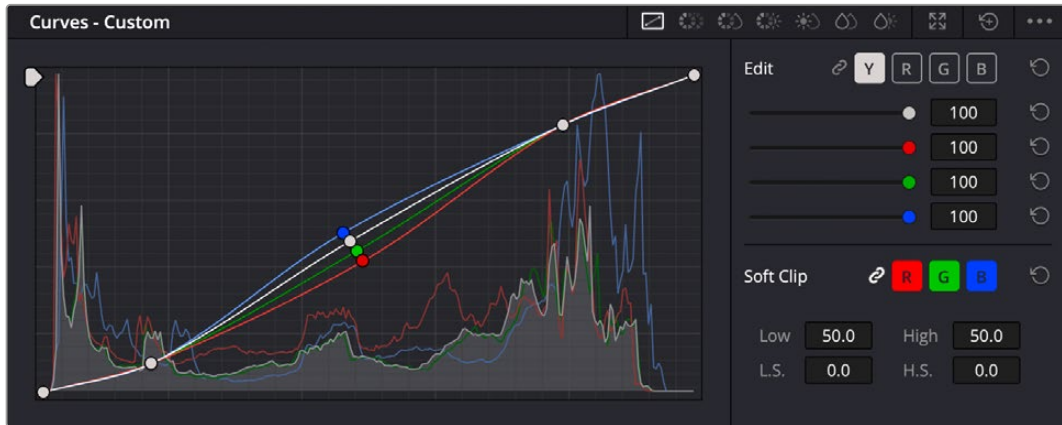 Curves - Custom
Edit Y R G B
100
100
100
100
Soft Clip R G B
Low 50.0 High 50.0
L.S. 0.0 H.S. 0.0